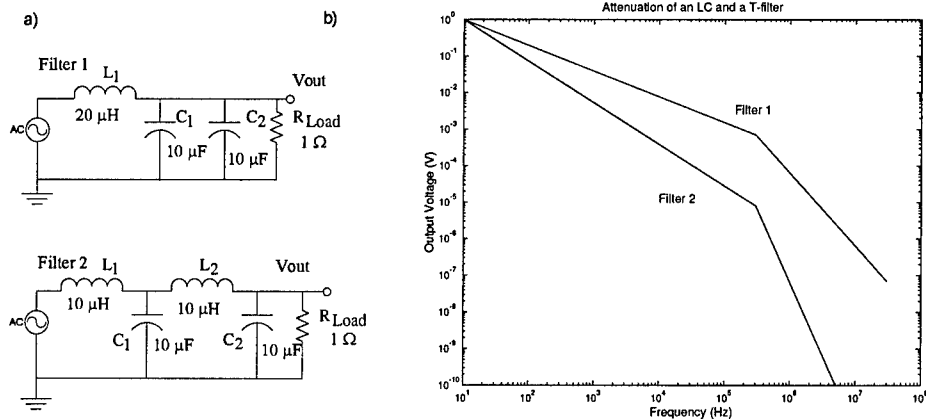 a)
Filter 1
L1
Vout
20 µH
C1
C2
RLoad
1 Ω
10 µF
10 µF
AC
Filter 2
L1
L2
Vout
10 µH
10 µH
AC
RLoad
1 Ω
C1
10 µF
C2
10 µF
b)
Attenuation of an LC and a T-filter
Output Voltage (V)
10^0
10^-1
10^-2
10^-3
10^-4
10^-5
10^-6
10^-7
10^-8
10^-9
10^-10
Filter 1
Filter 2
10^1
10^2
10^3
10^4
10^5
10^6
10^7
10^8
Frequency (Hz)